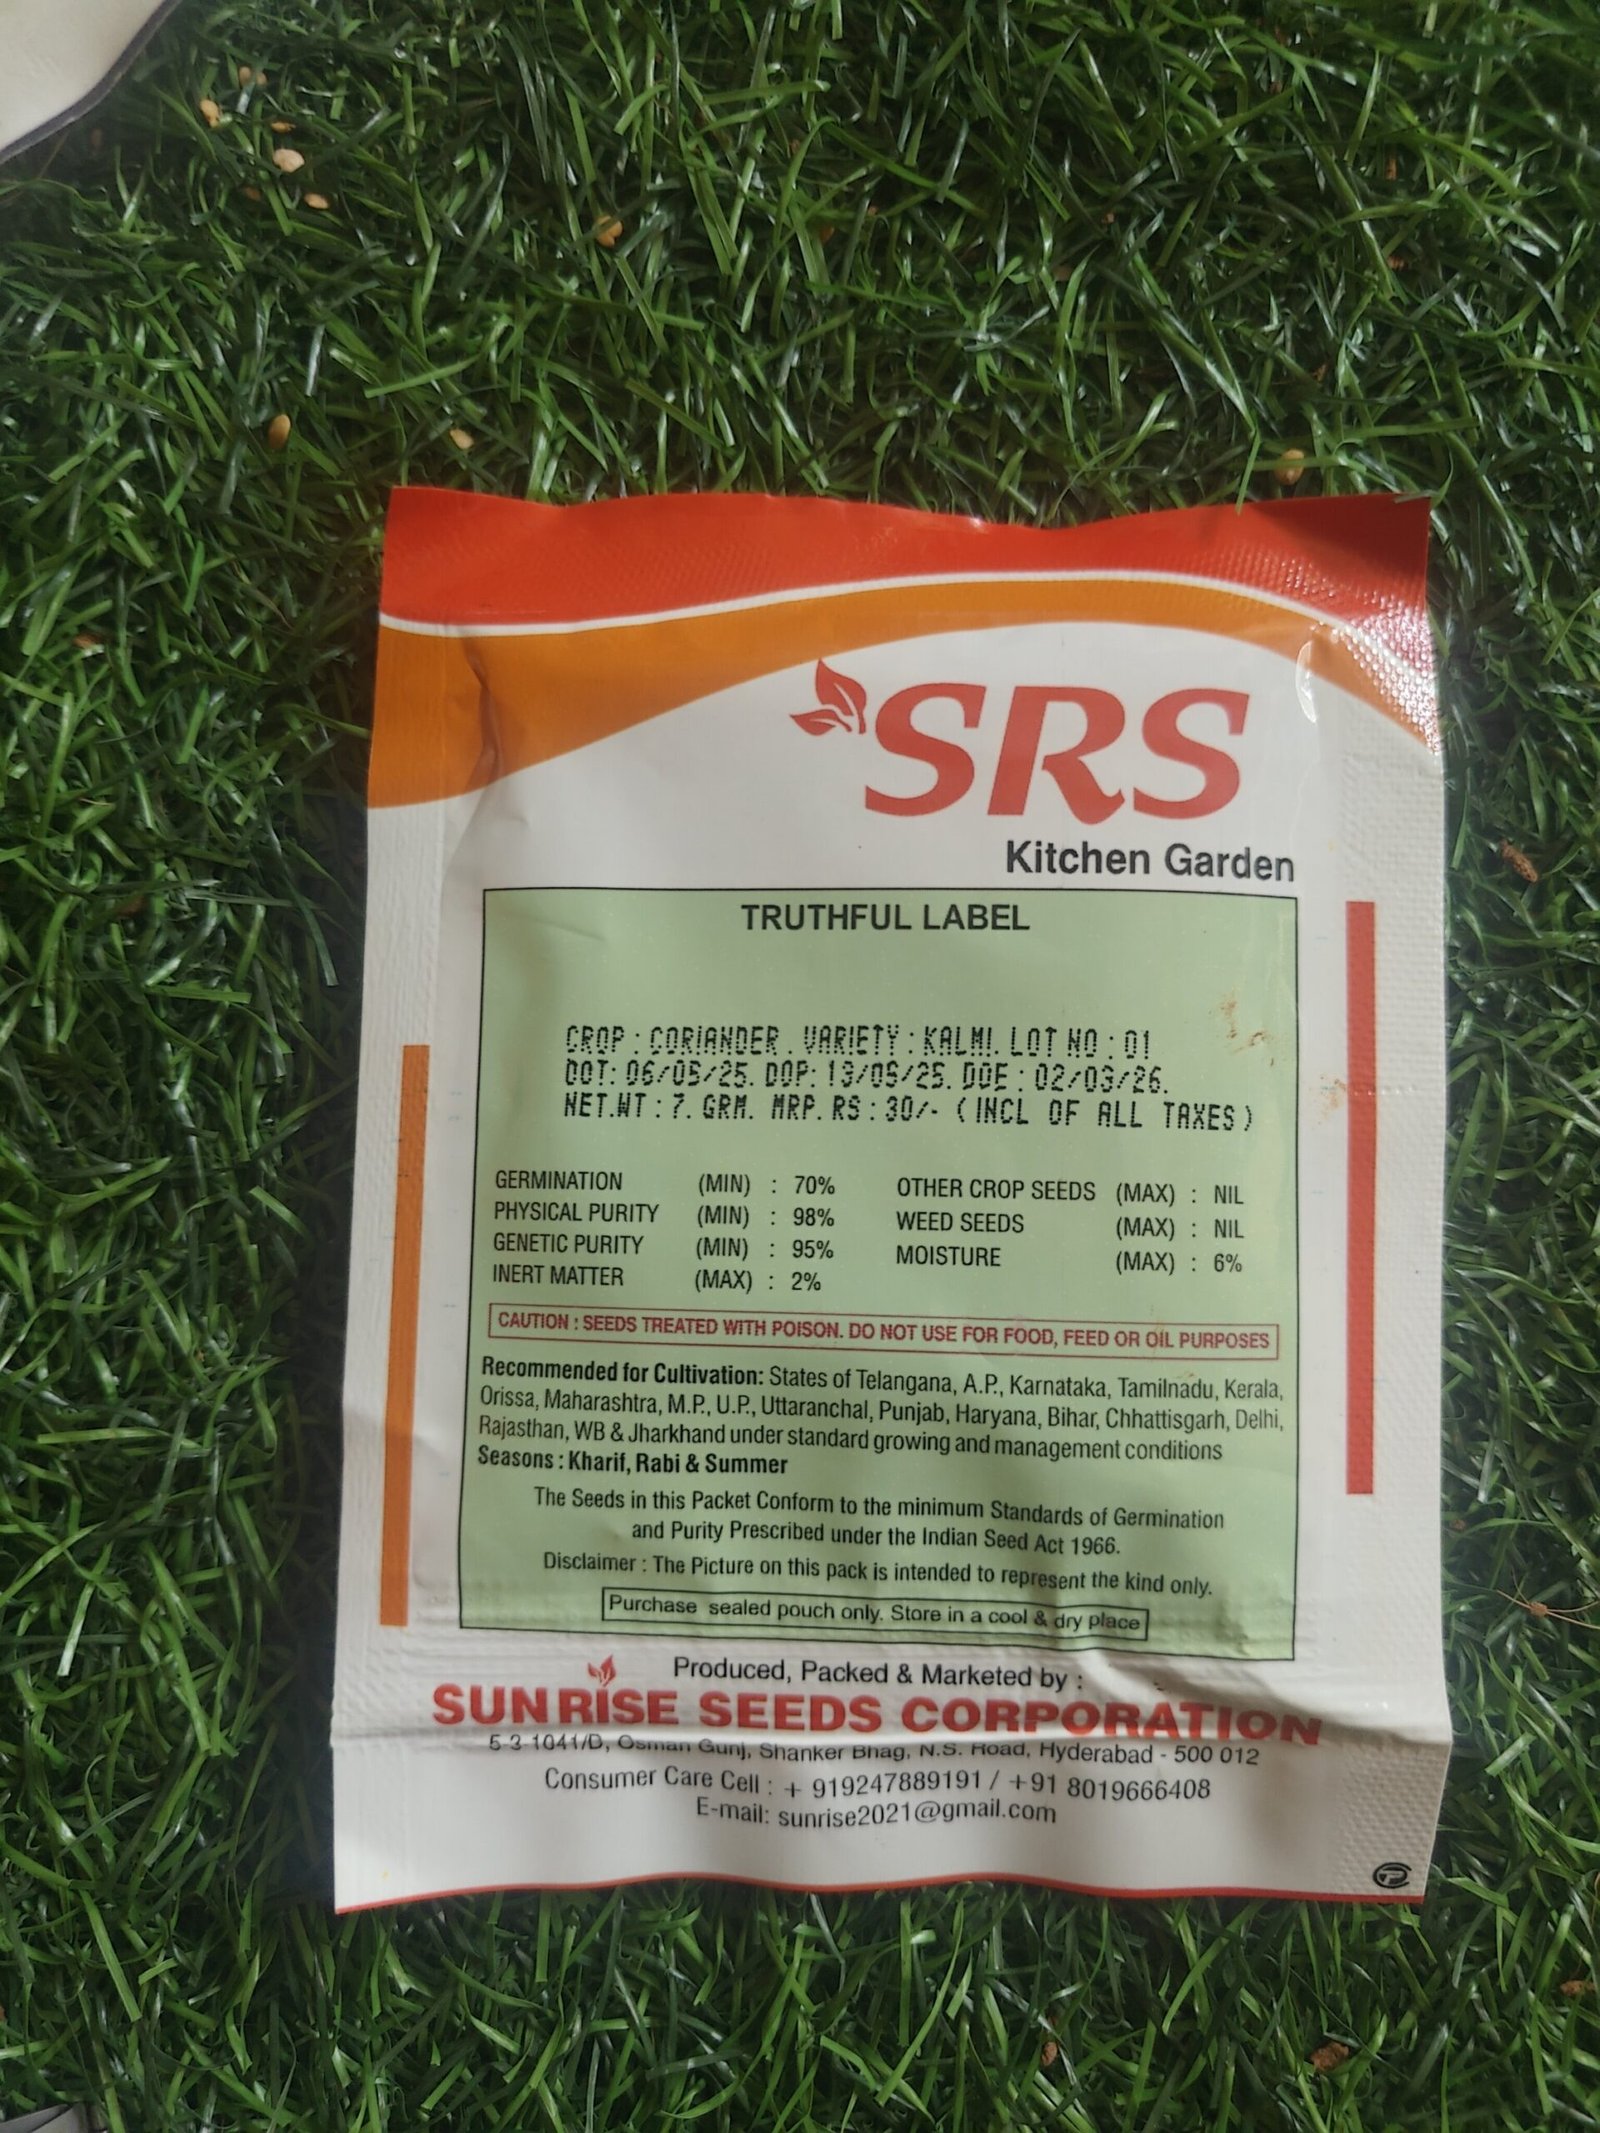 SRS
Kitchen Garden
TRUTHFUL LABEL
CROP : CORIANDER . VARIETY : KALMI. LOT NO : 01
DOT: 06/05/25. DOP: 13/05/25. DOE : 02/03/26.
NET.WT : 7. GRM. MRP. RS : 30/- ( INCL OF ALL TAXES )
GERMINATION (MIN) : 70% OTHER CROP SEEDS (MAX) : NIL
PHYSICAL PURITY (MIN) : 98% WEED SEEDS (MAX) : NIL
GENETIC PURITY (MIN) : 95% MOISTURE (MAX) : 6%
INERT MATTER (MAX) : 2%
CAUTION : SEEDS TREATED WITH POISON. DO NOT USE FOR FOOD, FEED OR OIL PURPOSES
Recommended for Cultivation: States of Telangana, A.P., Karnataka, Tamilnadu, Kerala,
Orissa, Maharashtra, M.P., U.P., Uttaranchal, Punjab, Haryana, Bihar, Chhattisgarh, Delhi,
Rajasthan, WB & Jharkhand under standard growing and management conditions
Seasons : Kharif, Rabi & Summer
The Seeds in this Packet Conform to the minimum Standards of Germination
and Purity Prescribed under the Indian Seed Act 1966.
Disclaimer : The Picture on this pack is intended to represent the kind only.
Purchase sealed pouch only. Store in a cool & dry place
Produced, Packed & Marketed by :
SUNRISE SEEDS CORPORATION
5-3-1041/D, Osman Gunj, Shanker Bhag, N.S. Road, Hyderabad - 500 012
Consumer Care Cell : + 919247889191 / +91 8019666408
E-mail: sunrise2021@gmail.com